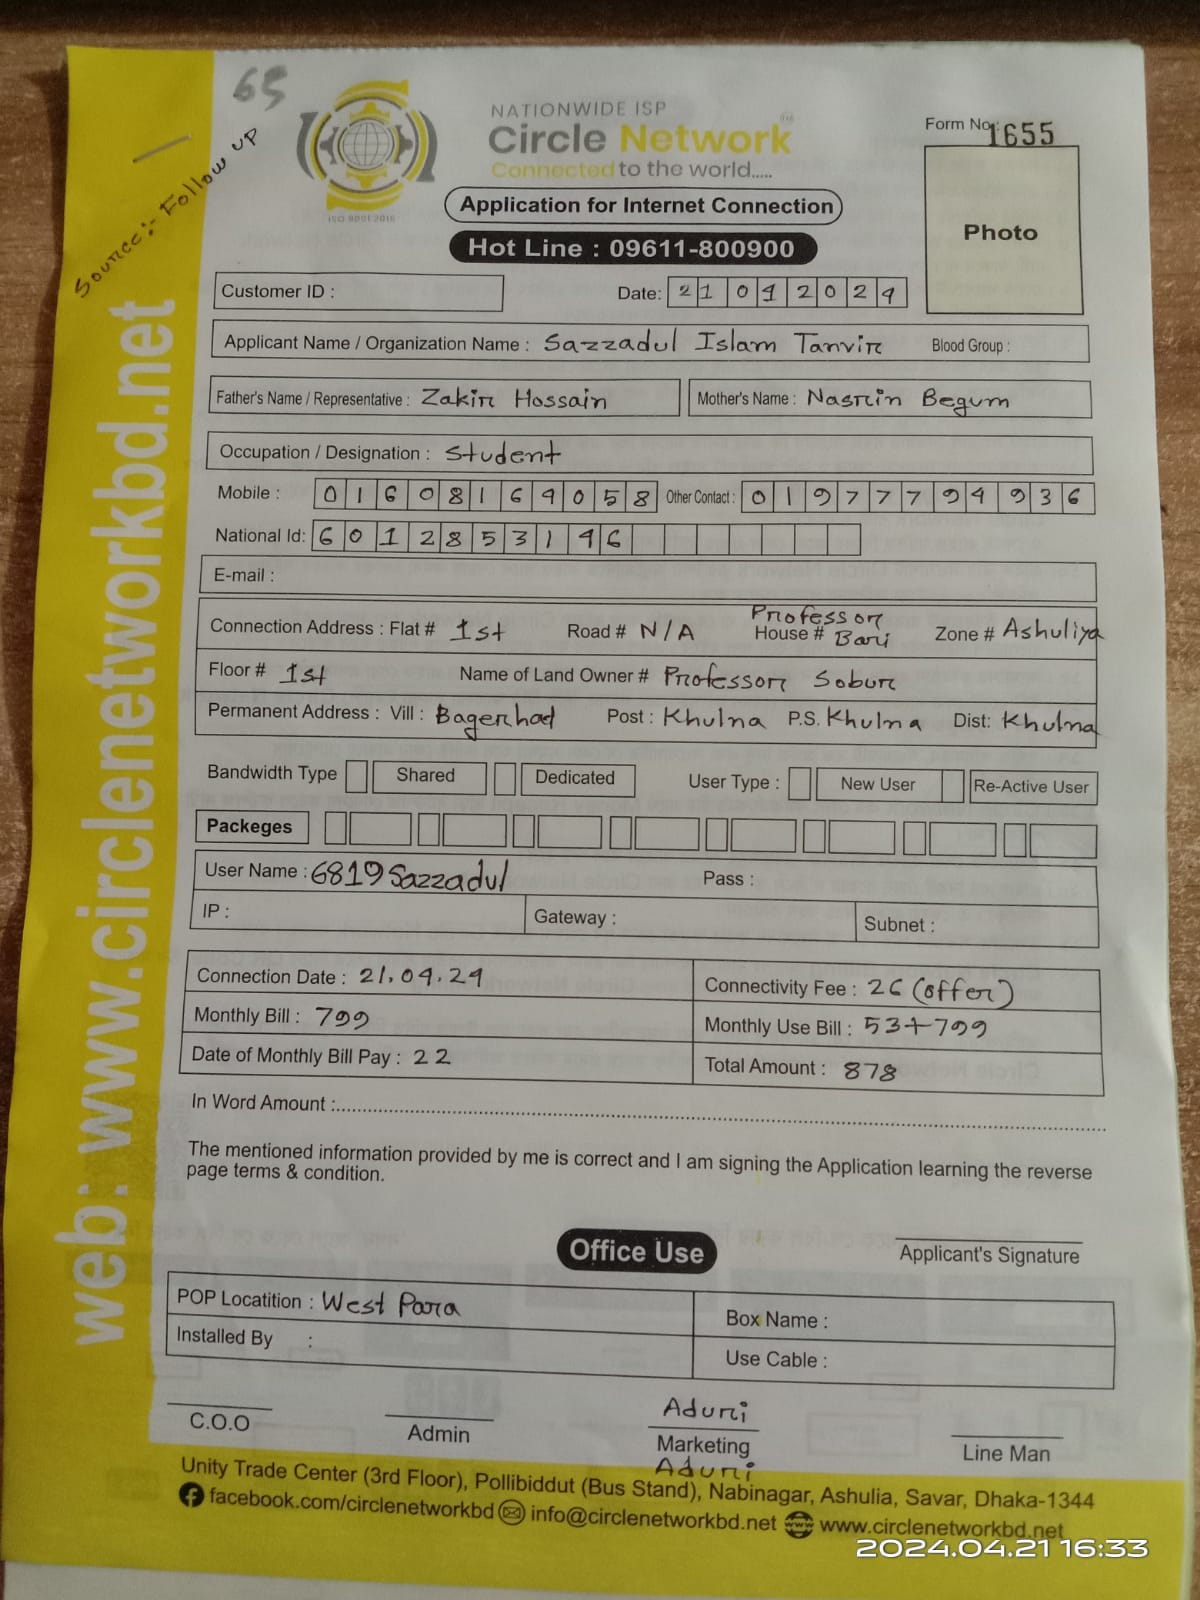 65
Source:- Follow up
NATIONWIDE ISP
Circle Network
Connected to the world.....
ISO 9001:2015
Form No: 1655
Photo
Application for Internet Connection
Hot Line : 09611-800900
Customer ID :
Date: 21 04 2024
Applicant Name / Organization Name : Sazzadul Islam Tanvir Blood Group :
Father's Name / Representative : Zakir Hossain Mother's Name : Nasrin Begum
Occupation / Designation : Student
Mobile : 01608164058 Other Contact : 01977794936
National Id: 6012853146
E-mail :
Connection Address : Flat # 1st Road # N/A House # Professor Bari Zone # Ashuliya
Floor # 1st Name of Land Owner # Professor Sobur
Permanent Address : Vill : Bagerhad Post : Khulna P.S. Khulna Dist: Khulna
Bandwidth Type Shared Dedicated User Type : New User Re-Active User
Packeges
User Name : 6819Sazzadul Pass :
IP : Gateway : Subnet :
Connection Date : 21.04.24 Connectivity Fee : 26 (offer)
Monthly Bill : 799 Monthly Use Bill : 53+799
Date of Monthly Bill Pay : 22 Total Amount : 878
In Word Amount :
The mentioned information provided by me is correct and I am signing the Application learning the reverse
page terms & condition.
Office Use
Applicant's Signature
POP Locatition : West Para Box Name :
Installed By : Use Cable :
Aduri
C.O.O Admin Marketing Line Man
Aduri
Unity Trade Center (3rd Floor), Pollibiddut (Bus Stand), Nabinagar, Ashulia, Savar, Dhaka-1344
facebook.com/circlenetworkbd info@circlenetworkbd.net www.circlenetworkbd.net
web: www.circlenetworkbd.net
2024.04.21 16:33